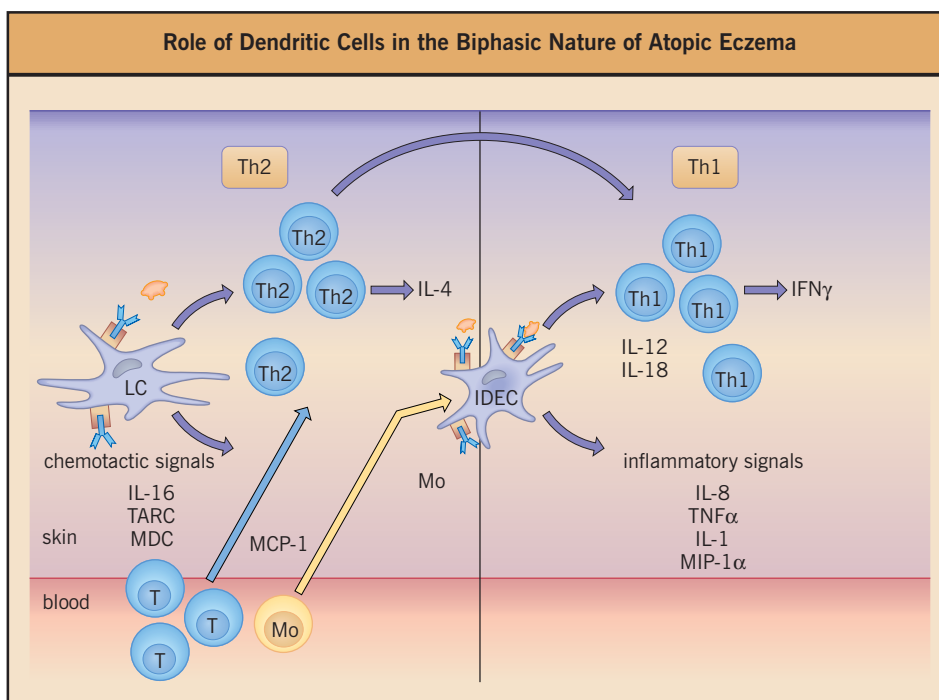 Role of Dendritic Cells in the Biphasic Nature of Atopic Eczema
Th2
Th1
Th2
Th2
Th2
IL-4
Th2
LC
chemotactic signals
IL-16
TARC
MDC
skin
MCP-1
blood
T
T
T
Mo
Mo
IDEC
Th1
Th1
Th1
IFNγ
IL-12
IL-18
Th1
inflammatory signals
IL-8
TNFα
IL-1
MIP-1α